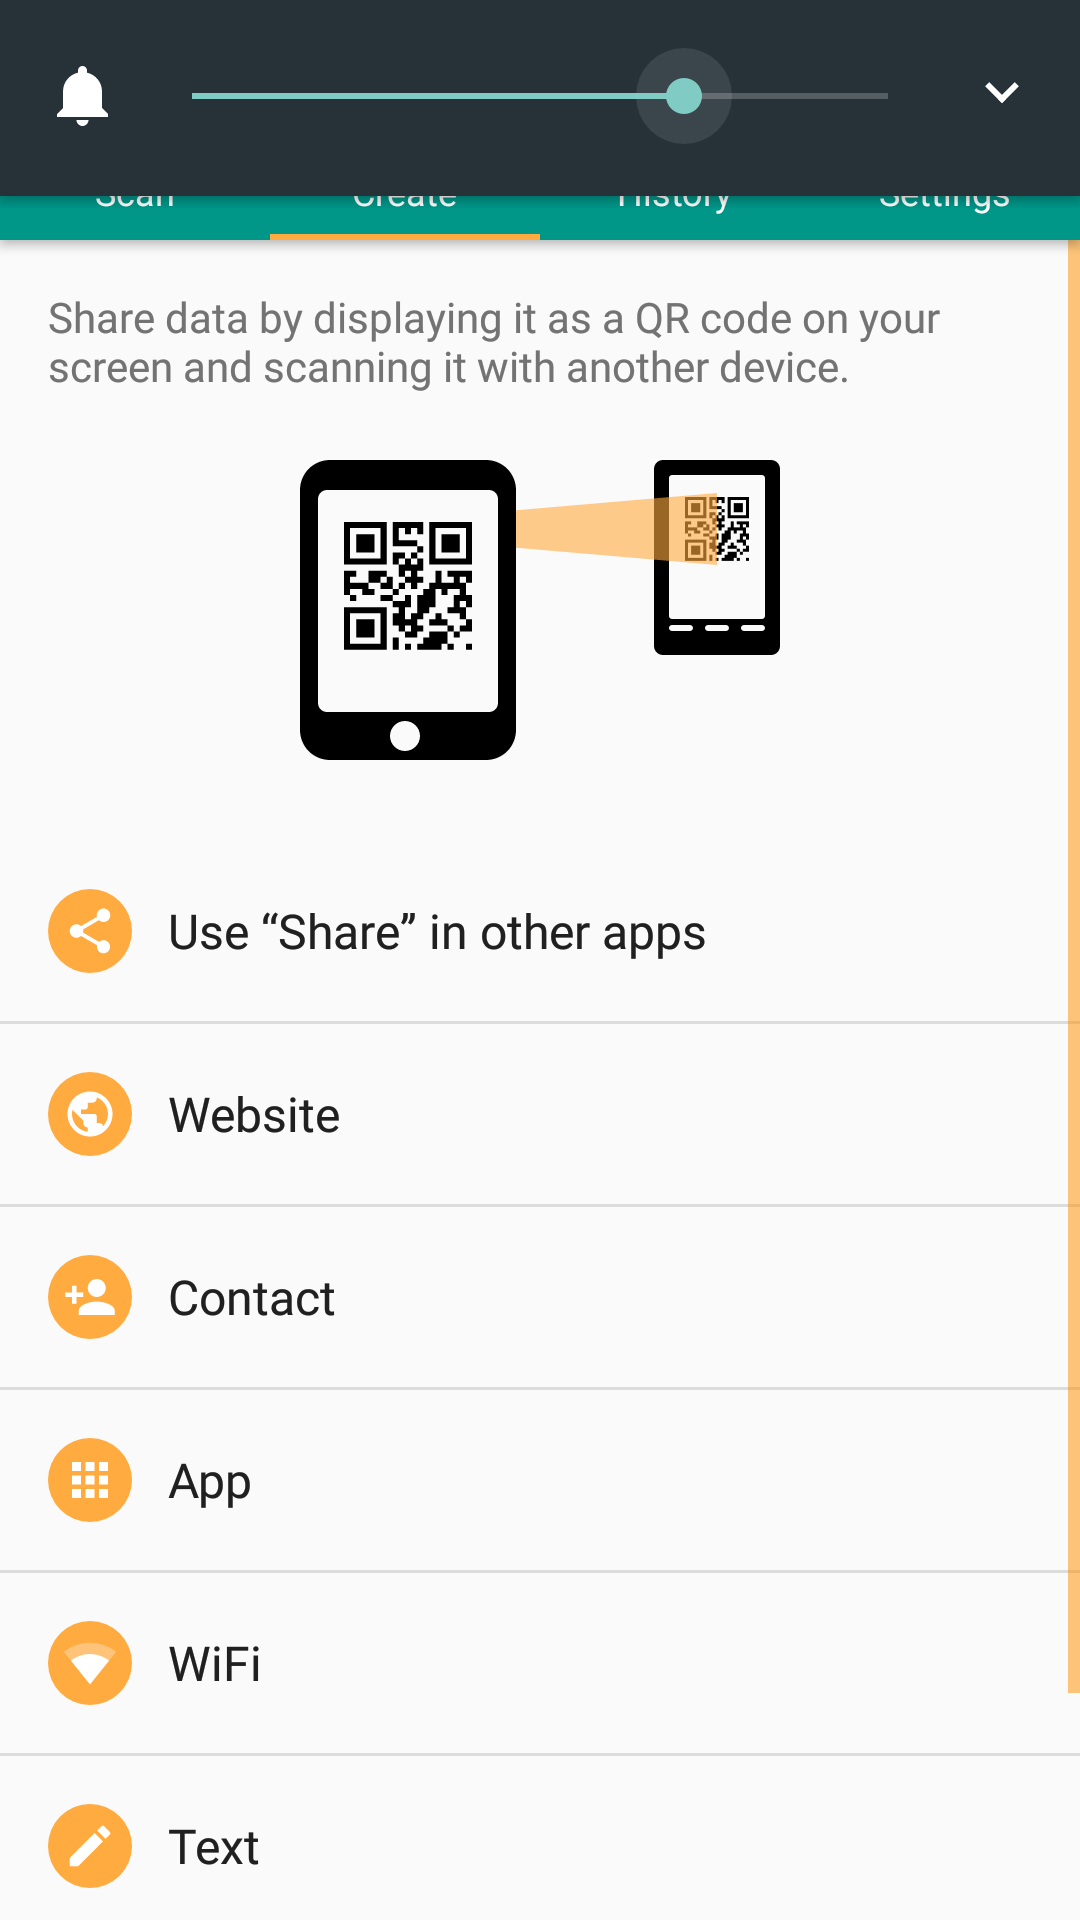 Scan Create History Settings
Share data by displaying it as a QR code on your
screen and scanning it with another device.
Use “Share” in other apps
Website
Contact
App
WiFi
Text